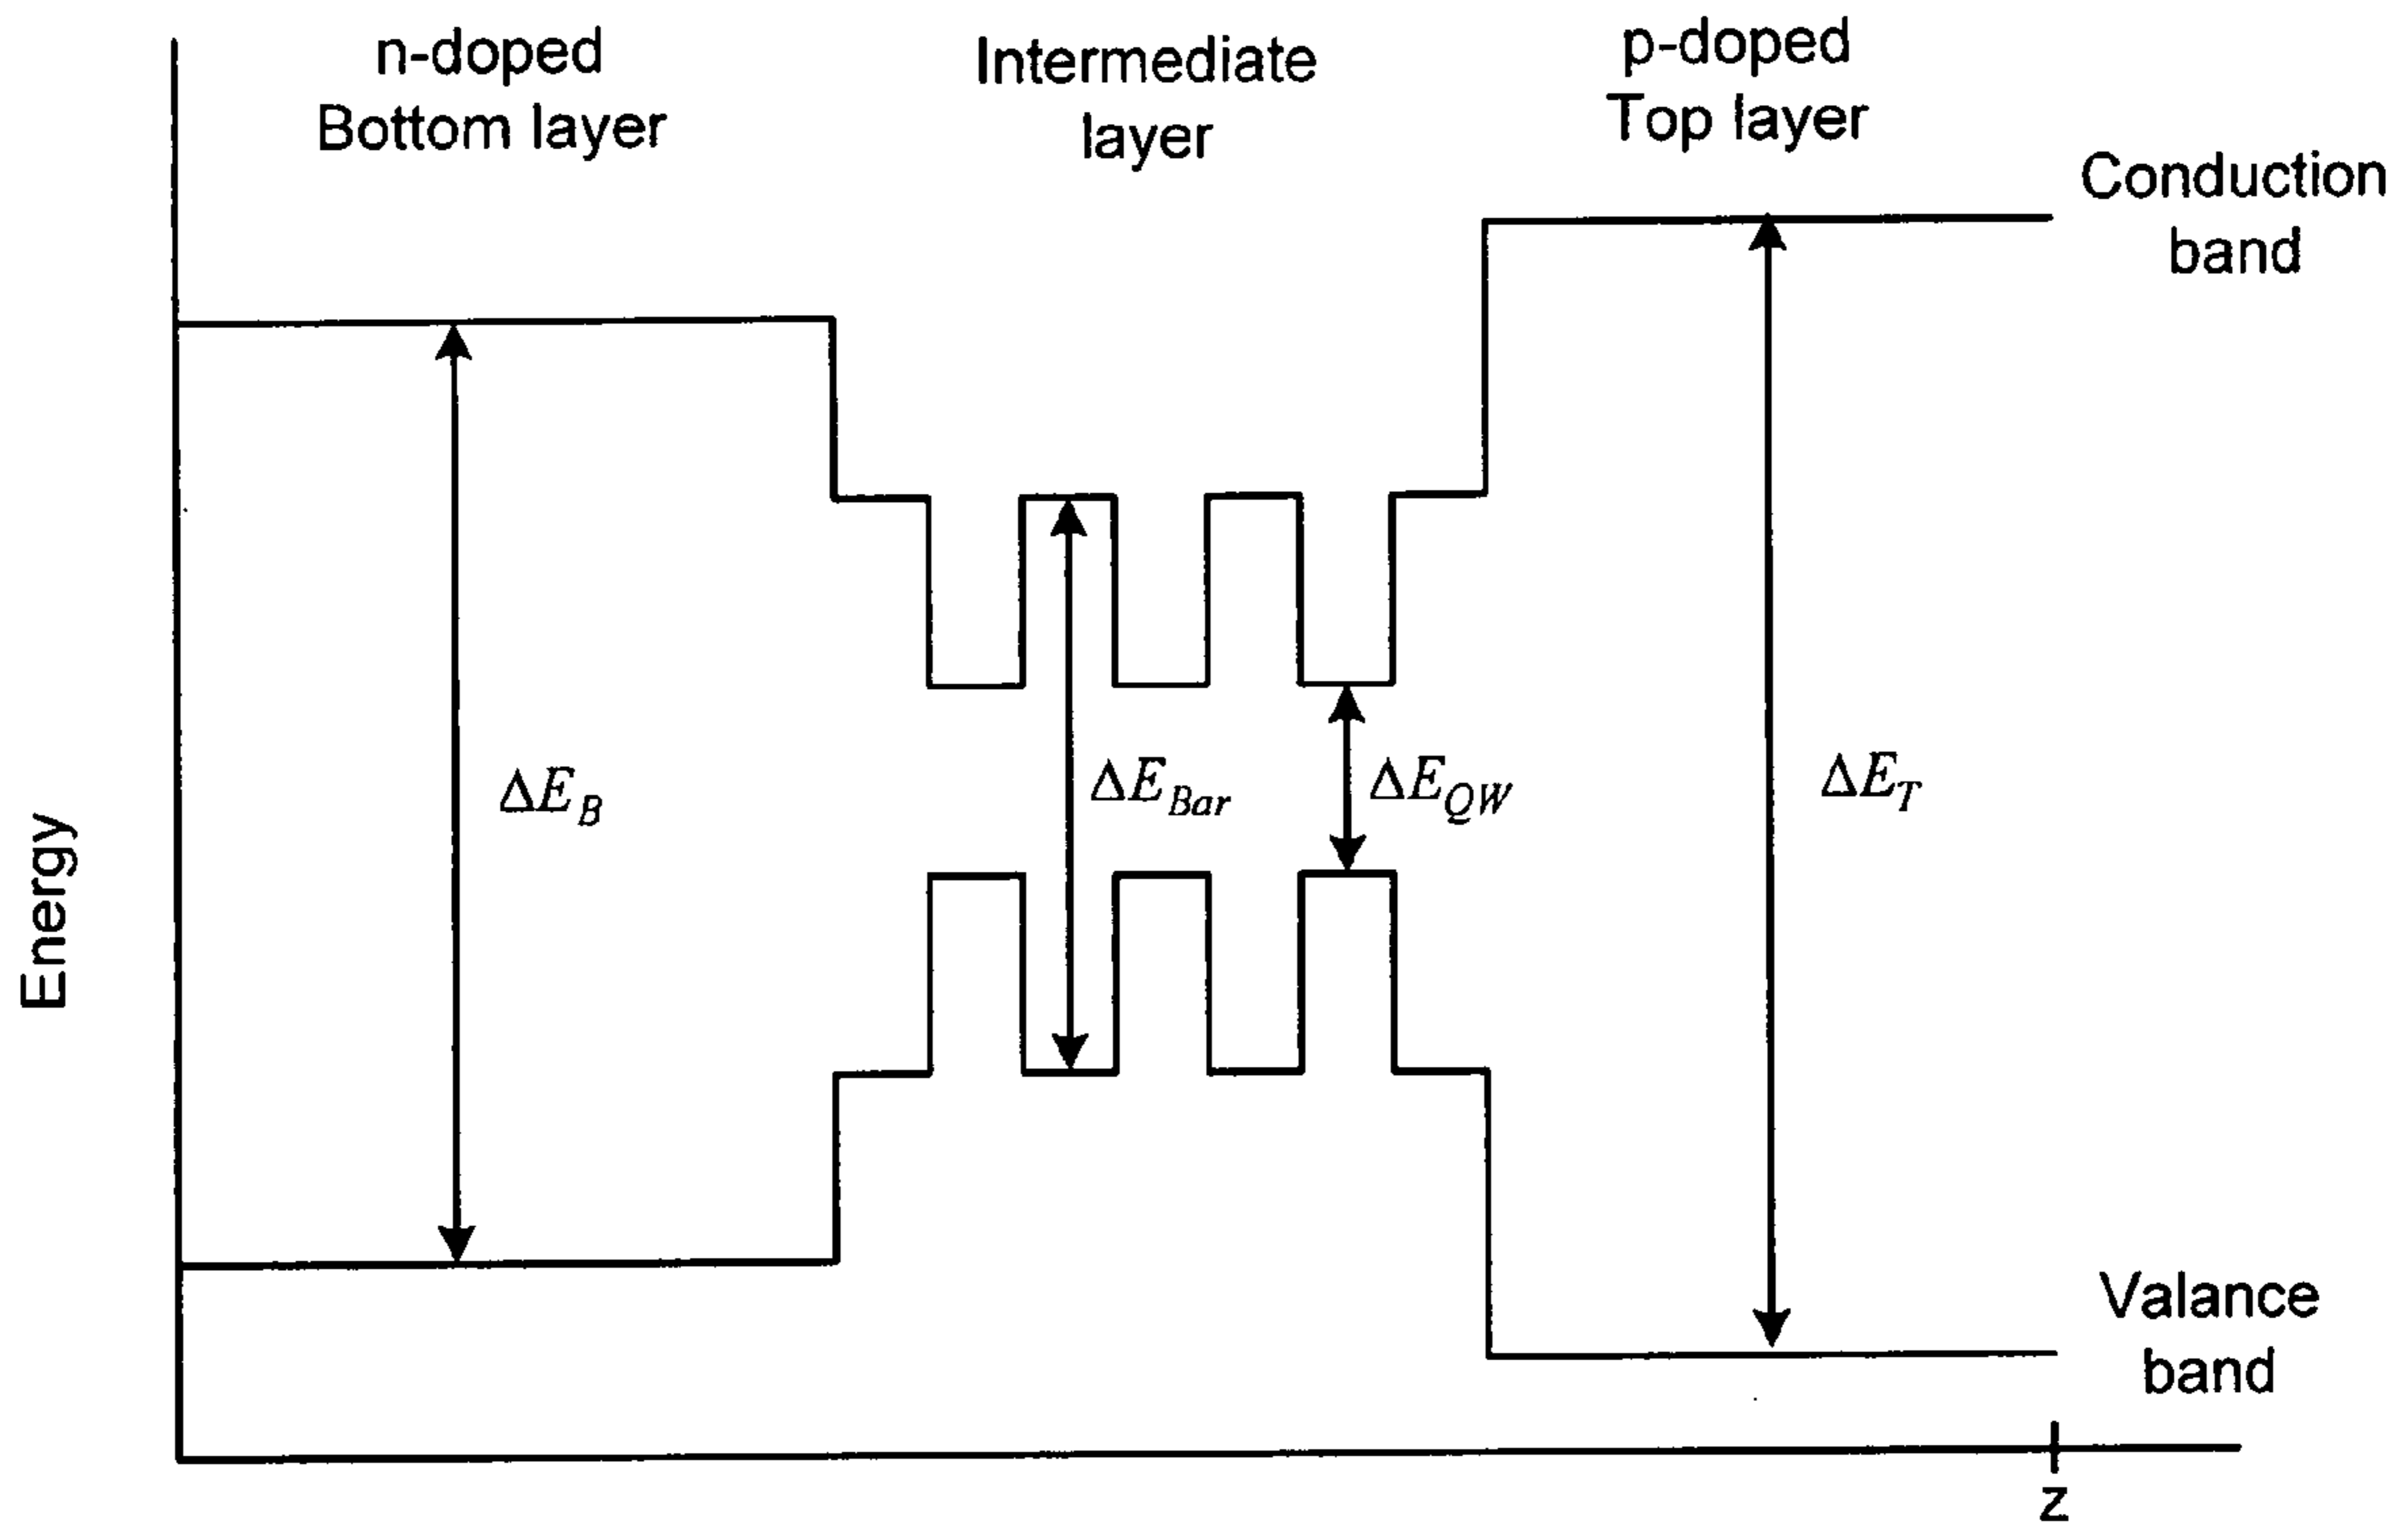 n-doped
Bottom layer
Intermediate
layer
p-doped
Top layer
Conduction
band
Energy
ΔE_B
ΔE_Bar
ΔE_QW
ΔE_T
Valance
band
z